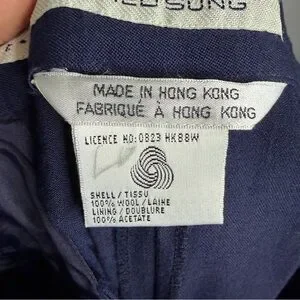 SUNG
MADE IN HONG KONG
FABRIQUÉ À HONG KONG
LICENCE NO:0823 HK88W
SHELL/TISSU
100% WOOL/LAINE
LINING/DOUBLURE
100% ACETATE